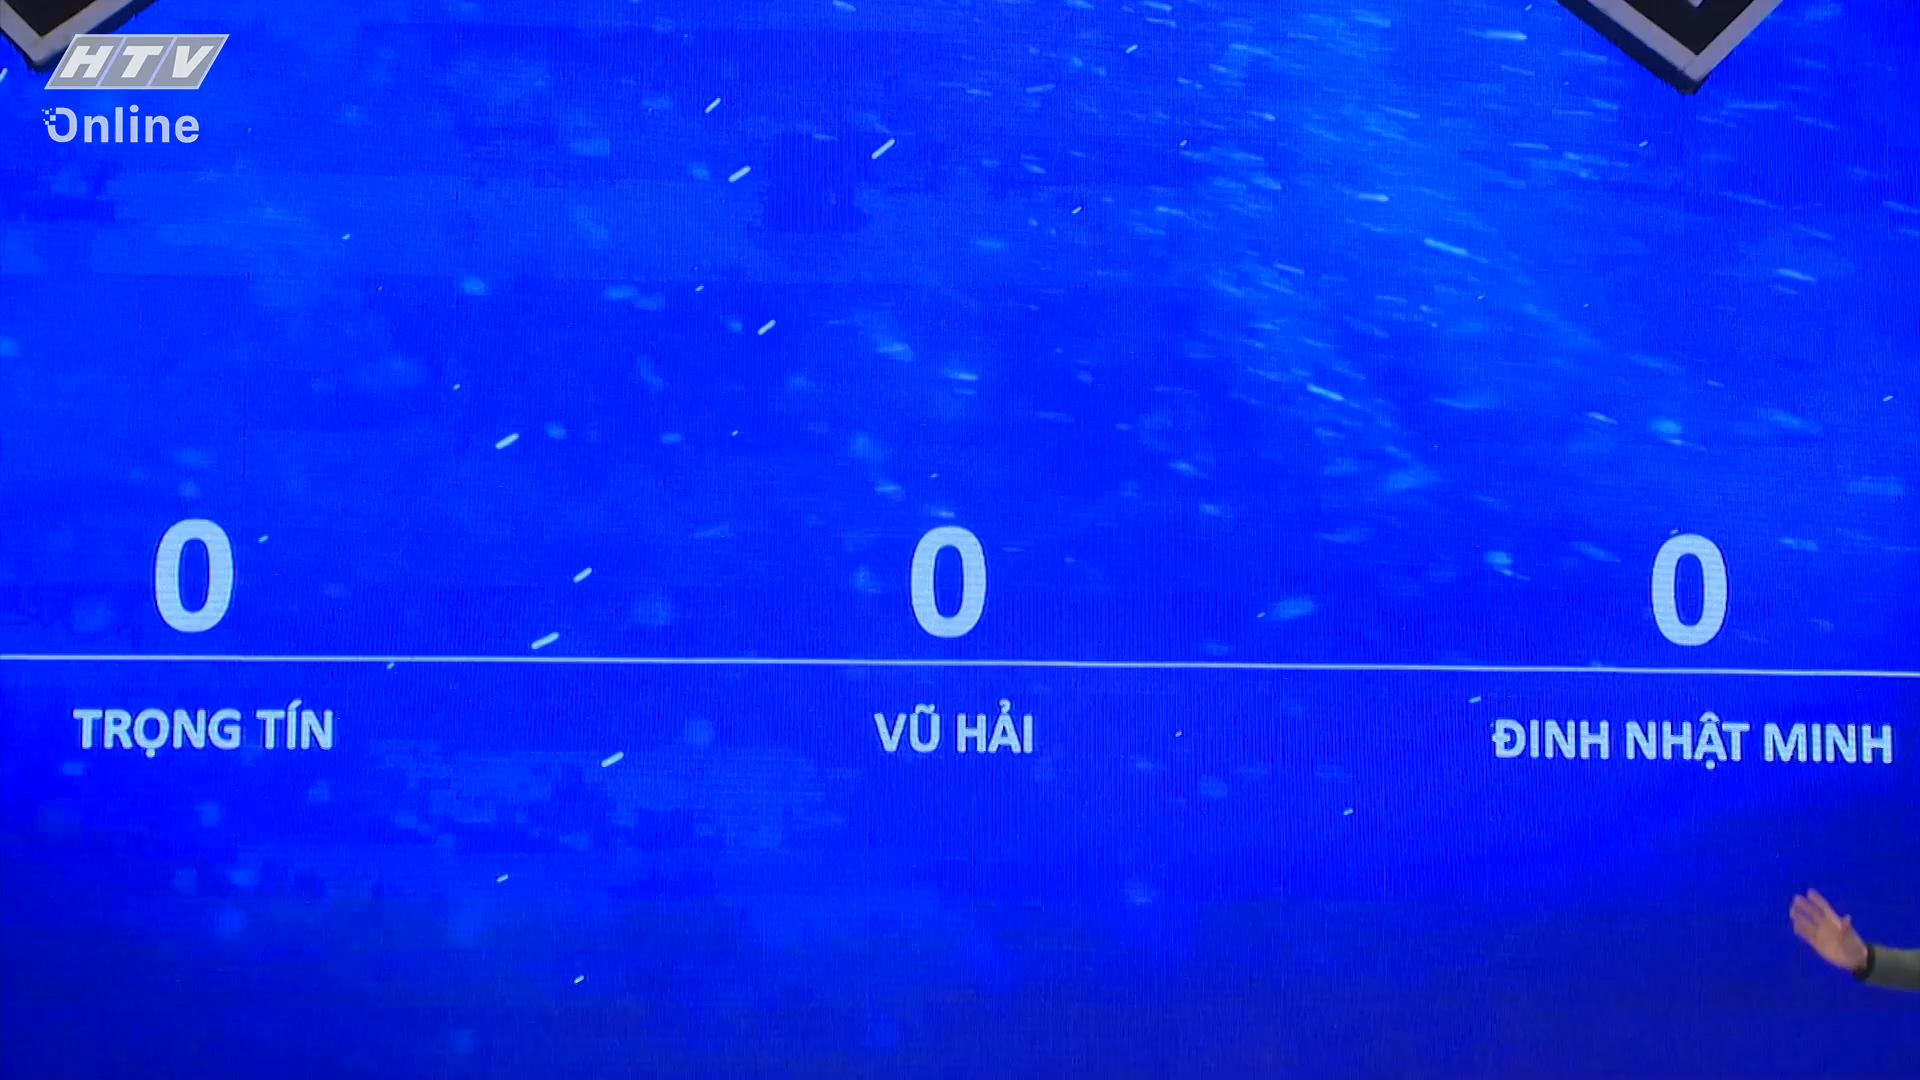 HTV
Online
0 0 0
TRỌNG TÍN VŨ HẢI ĐINH NHẬT MINH